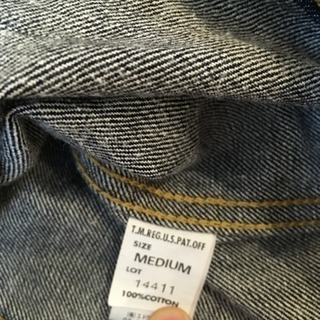 T.M.REG.U.S.PAT.OFF
SIZE
MEDIUM
LOT
14411
100%COTTON